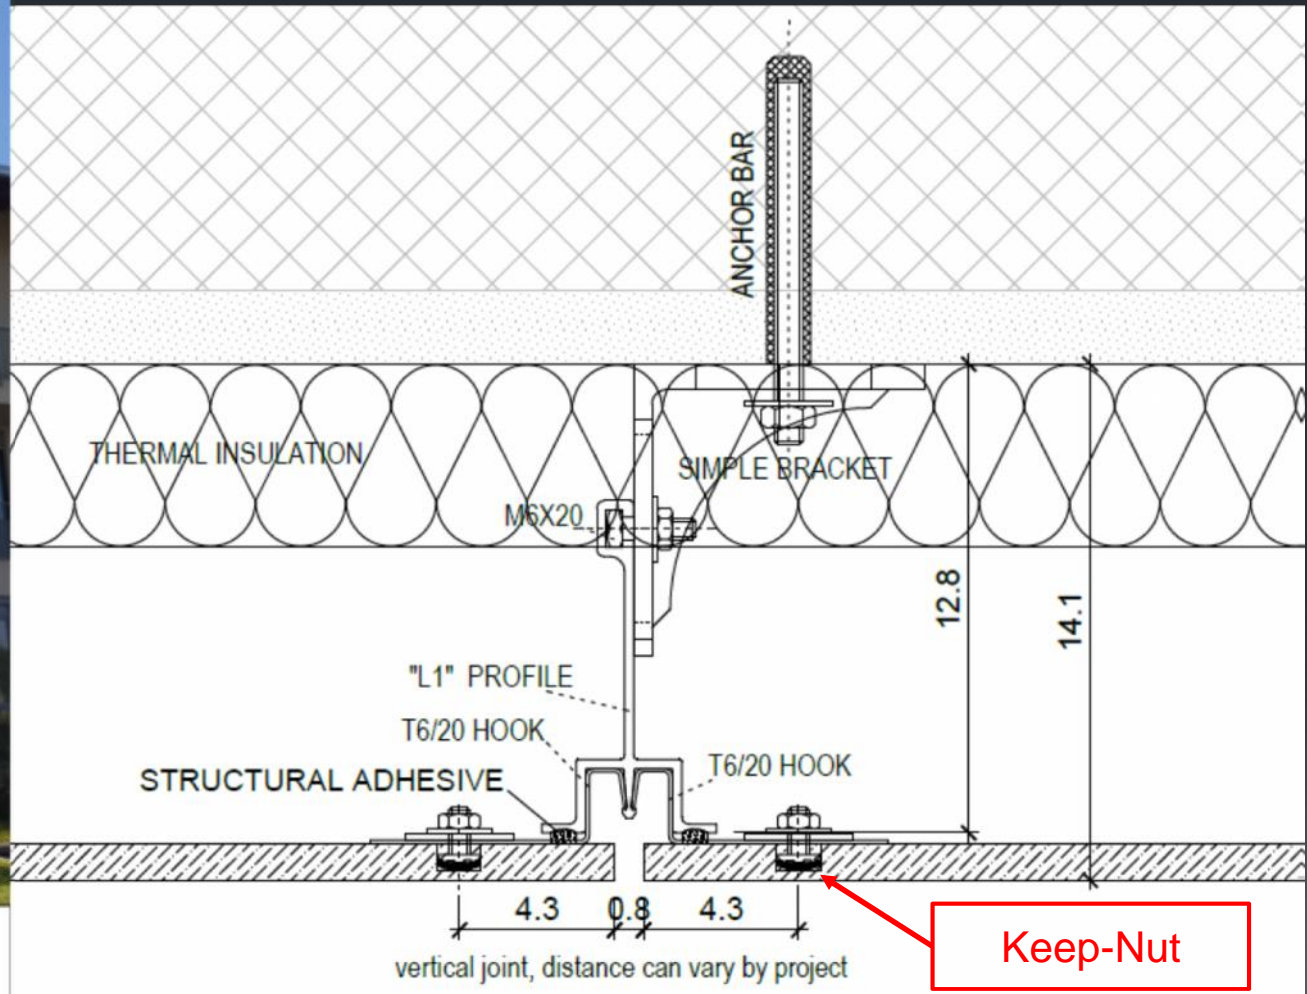 ANCHOR BAR
THERMAL INSULATION
SIMPLE BRACKET
M6X20
12.8
14.1
"L1" PROFILE
T6/20 HOOK
T6/20 HOOK
STRUCTURAL ADHESIVE
4.3 0.8 4.3
Keep-Nut
vertical joint, distance can vary by project